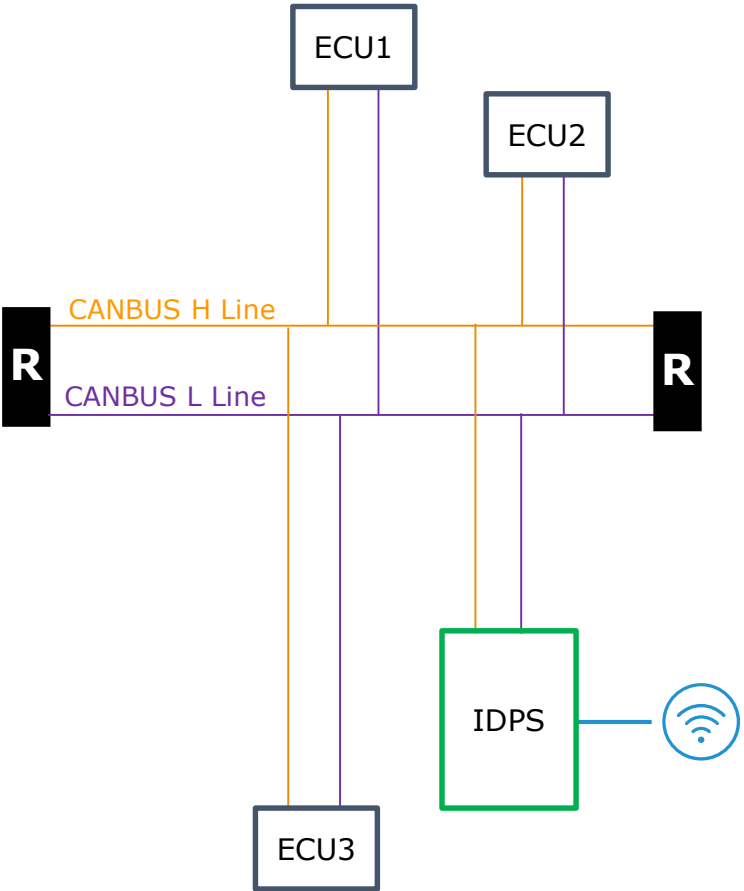 ECU1
ECU2
CANBUS H Line
R
R
CANBUS L Line
IDPS
ECU3